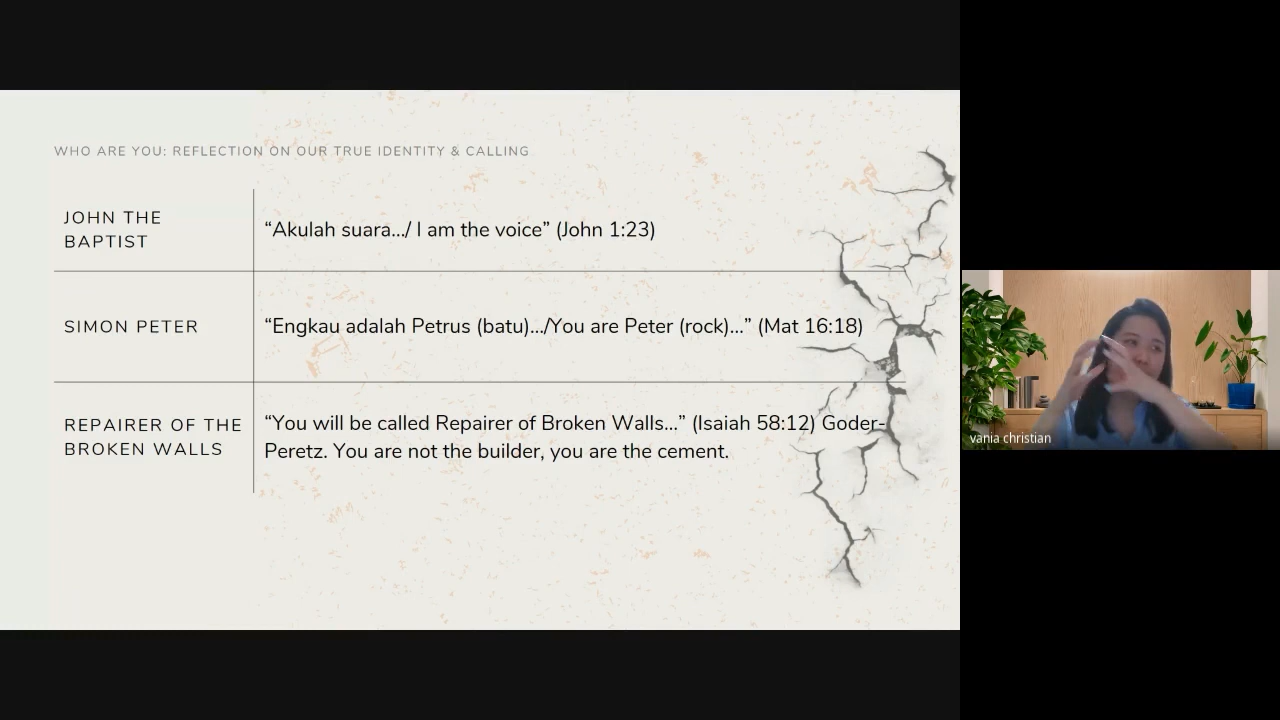 WHO ARE YOU: REFLECTION ON OUR TRUE IDENTITY & CALLING
JOHN THE
BAPTIST
“Akulah suara.../ I am the voice” (John 1:23)
SIMON PETER
“Engkau adalah Petrus (batu).../You are Peter (rock)...” (Mat 16:18)
REPAIRER OF THE
BROKEN WALLS
“You will be called Repairer of Broken Walls...” (Isaiah 58:12) Goder-
Peretz. You are not the builder, you are the cement.
vania christian